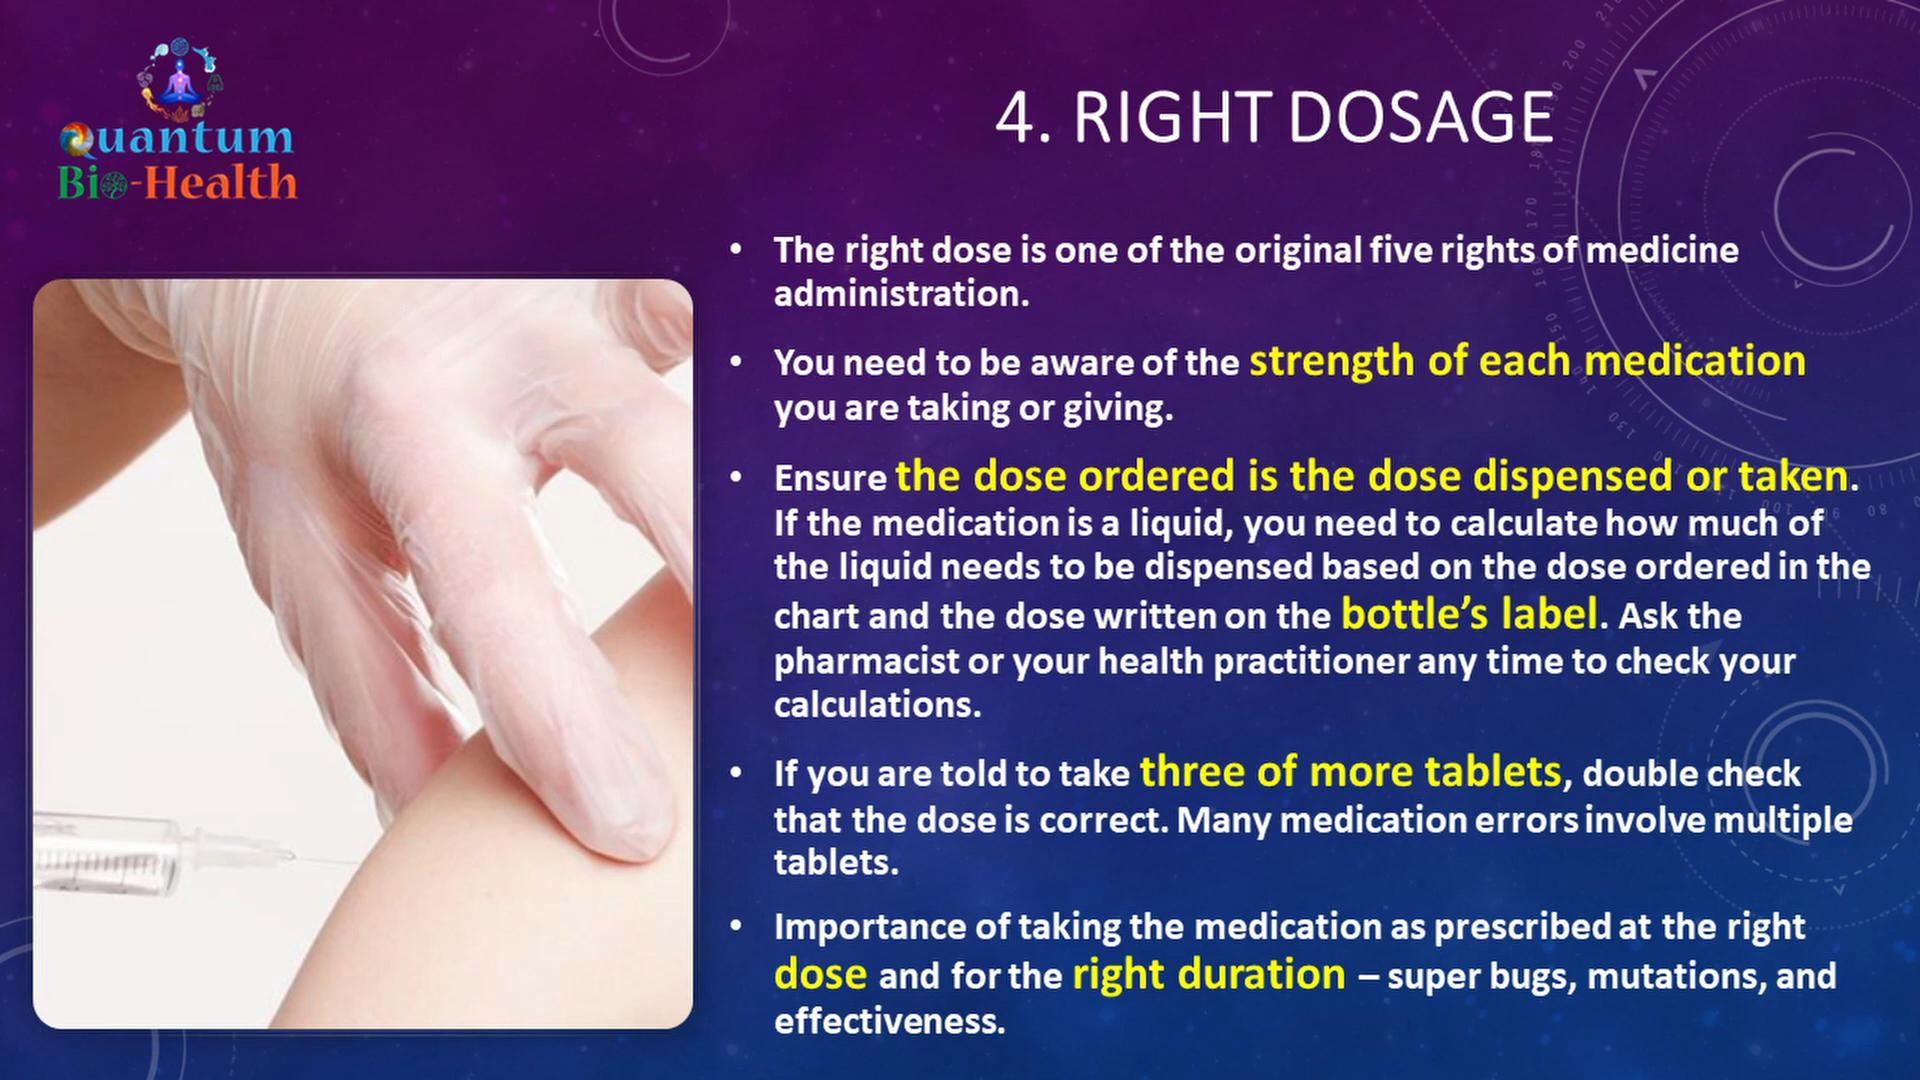 Quantum
Bio-Health
4. RIGHT DOSAGE
• The right dose is one of the original five rights of medicine
administration.
• You need to be aware of the strength of each medication
you are taking or giving.
• Ensure the dose ordered is the dose dispensed or taken.
If the medication is a liquid, you need to calculate how much of
the liquid needs to be dispensed based on the dose ordered in the
chart and the dose written on the bottle’s label. Ask the
pharmacist or your health practitioner any time to check your
calculations.
• If you are told to take three of more tablets, double check
that the dose is correct. Many medication errors involve multiple
tablets.
• Importance of taking the medication as prescribed at the right
dose and for the right duration – super bugs, mutations, and
effectiveness.